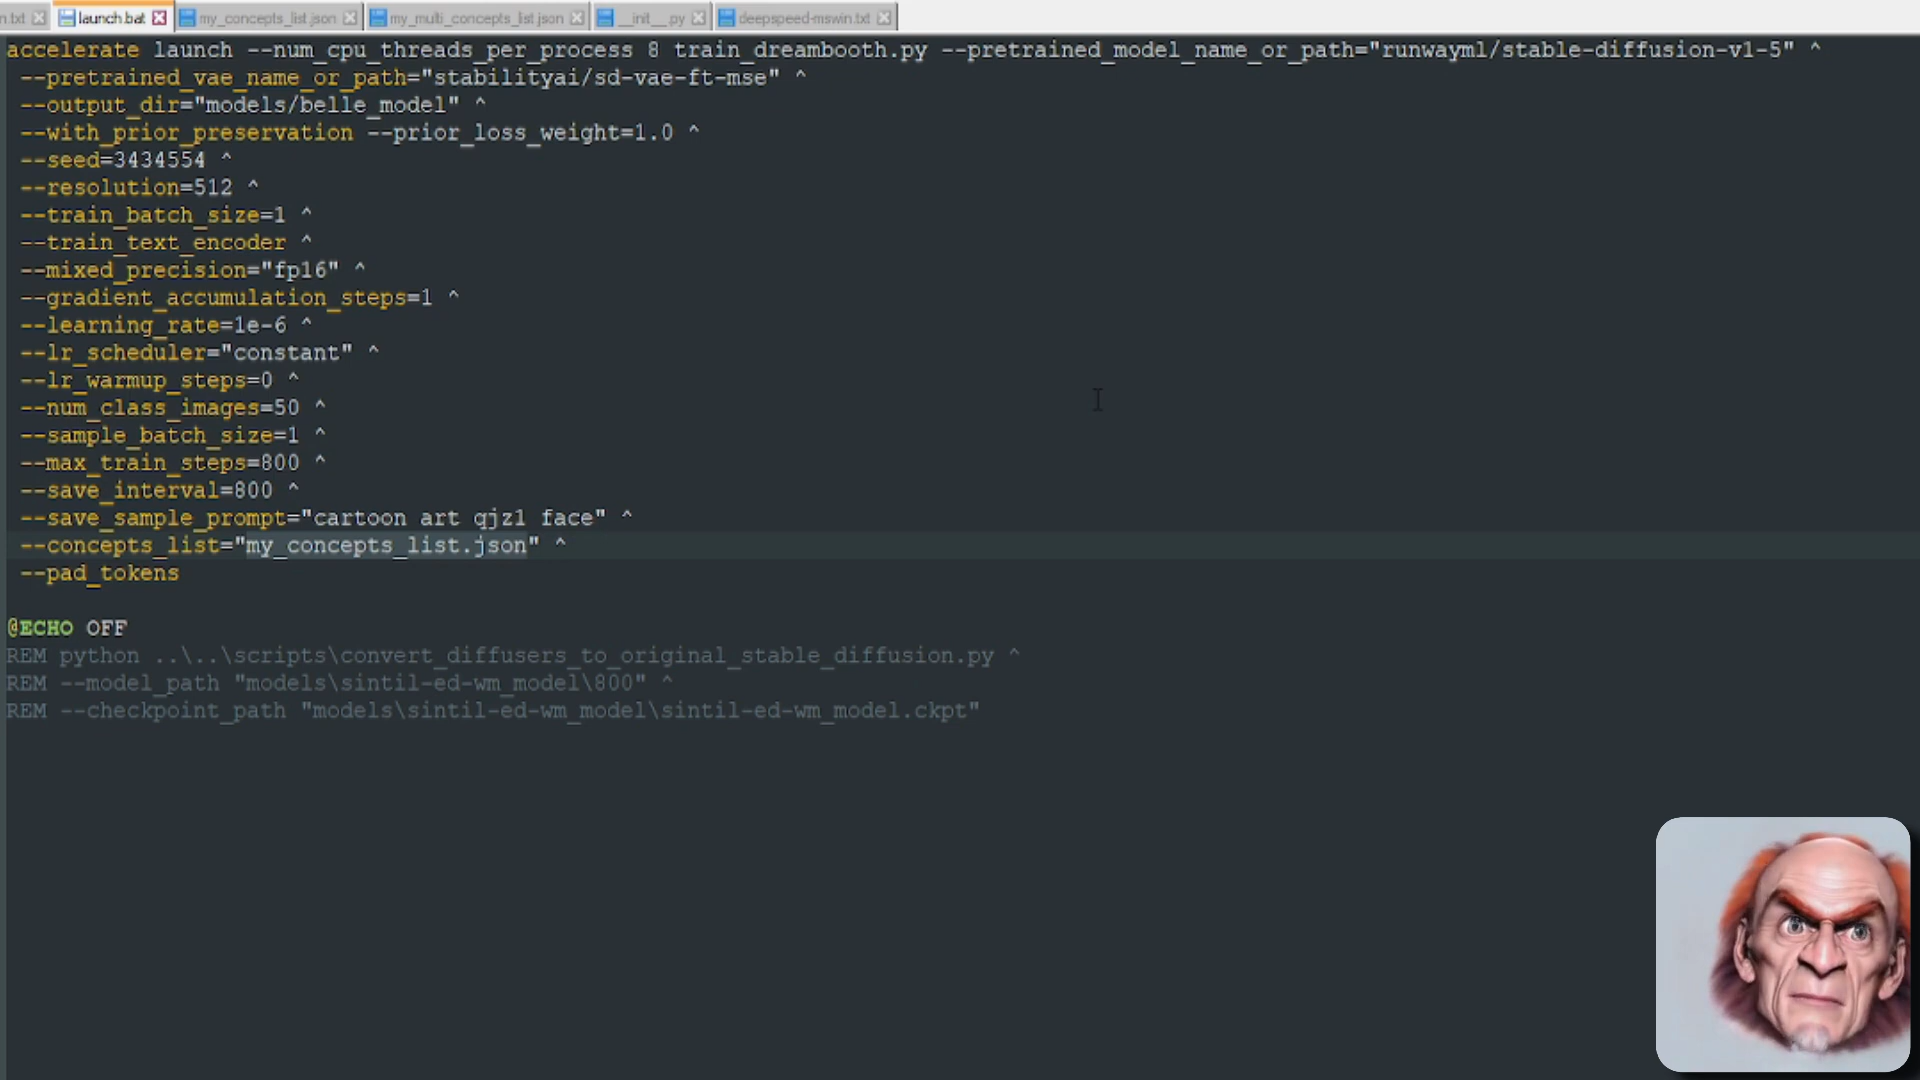 n.txt launch.bat my_concepts_list.json my_multi_concepts_list.json __init__.py deepspeed-mswin.txt
accelerate launch --num_cpu_threads_per_process 8 train_dreambooth.py --pretrained_model_name_or_path="runwayml/stable-diffusion-v1-5" ^
--pretrained_vae_name_or_path="stabilityai/sd-vae-ft-mse" ^
--output_dir="models/belle_model" ^
--with_prior_preservation --prior_loss_weight=1.0 ^
--seed=3434554 ^
--resolution=512 ^
--train_batch_size=1 ^
--train_text_encoder ^
--mixed_precision="fp16" ^
--gradient_accumulation_steps=1 ^
--learning_rate=1e-6 ^
--lr_scheduler="constant" ^
--lr_warmup_steps=0 ^
--num_class_images=50 ^
--sample_batch_size=1 ^
--max_train_steps=800 ^
--save_interval=800 ^
--save_sample_prompt="cartoon art qjzl face" ^
--concepts_list="my_concepts_list.json" ^
--pad_tokens
@ECHO OFF
REM python ..\..\scripts\convert_diffusers_to_original_stable_diffusion.py ^
REM --model_path "models\sintil-ed-wm_model\800" ^
REM --checkpoint_path "models\sintil-ed-wm_model\sintil-ed-wm_model.ckpt"